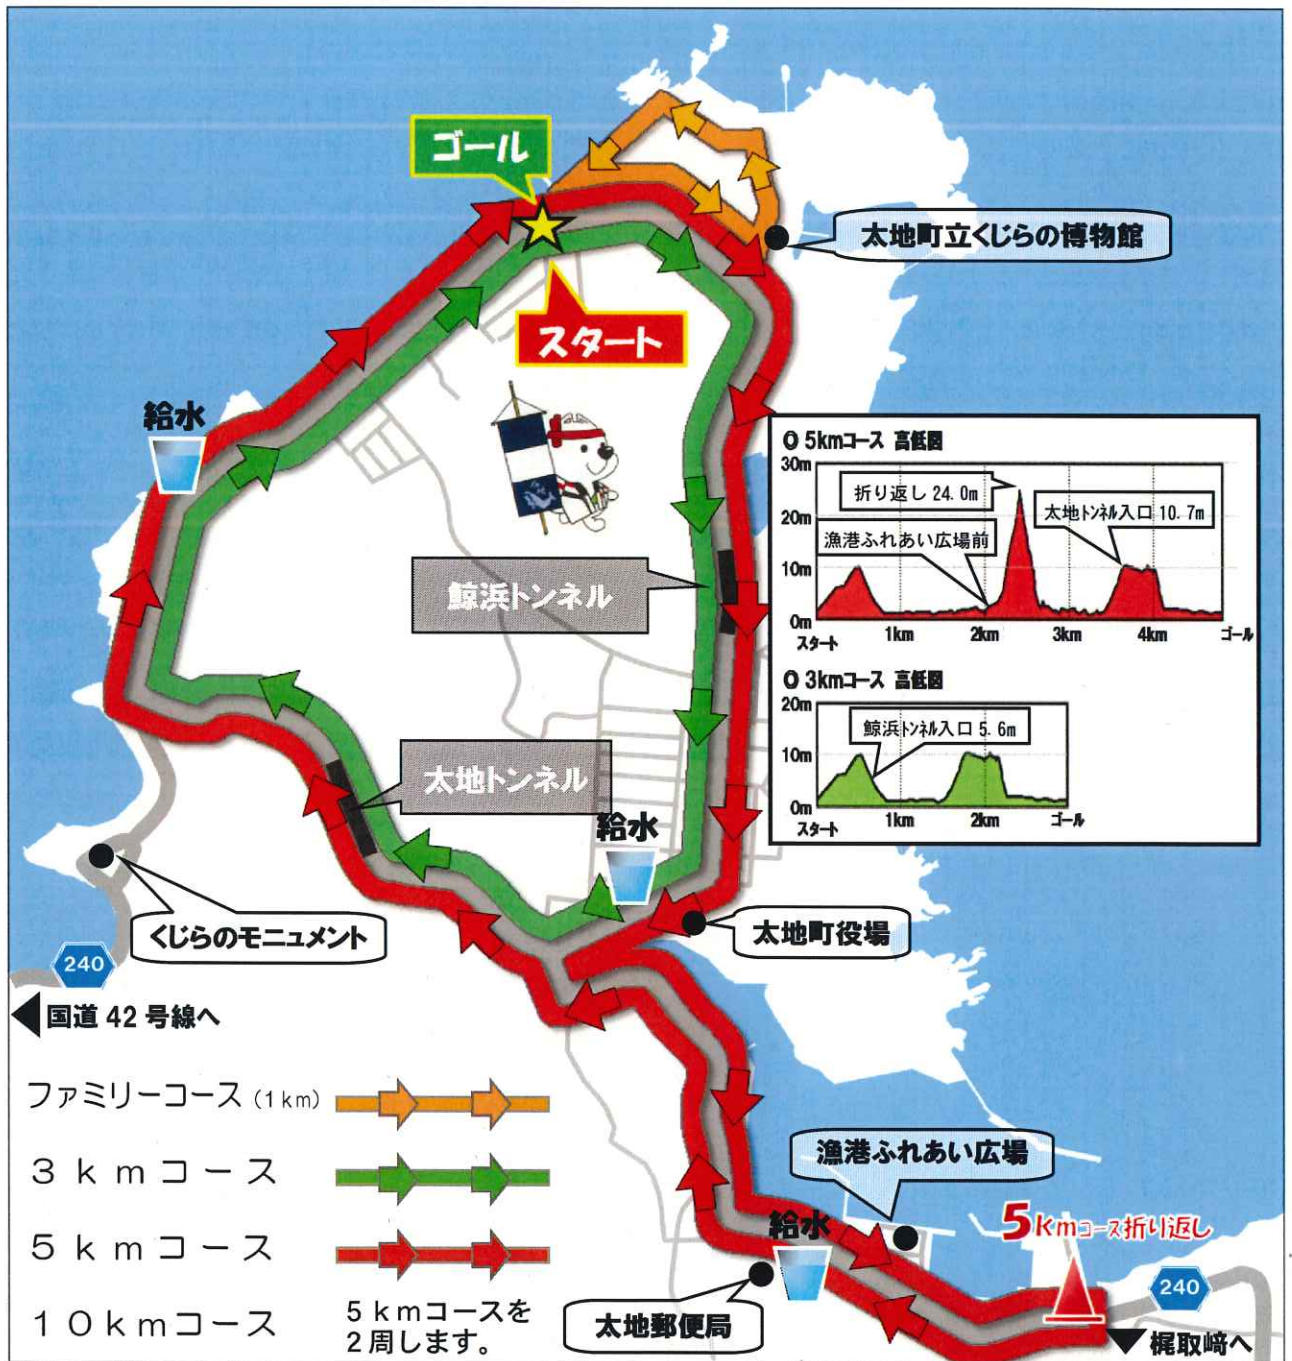 ゴール
太地町立くじらの博物館
スタート
給水
◎ 5kmコース 高低図
30m
20m
10m
0m
折り返し 24.0m
太地トンネル入口 10.7m
漁港ふれあい広場前
スタート
1km
2km
3km
4km
ゴール
鯨浜トンネル
◎ 3kmコース 高低図
20m
10m
0m
鯨浜トンネル入口 5.6m
スタート
1km
2km
ゴール
太地トンネル
給水
くじらのモニュメント
太地町役場
240
国道 42 号線へ
ファミリーコース (1km)
3kmコース
5kmコース
10kmコース
5kmコースを
2周します。
漁港ふれあい広場
5kmコース折り返し
給水
太地郵便局
240
梶取崎へ